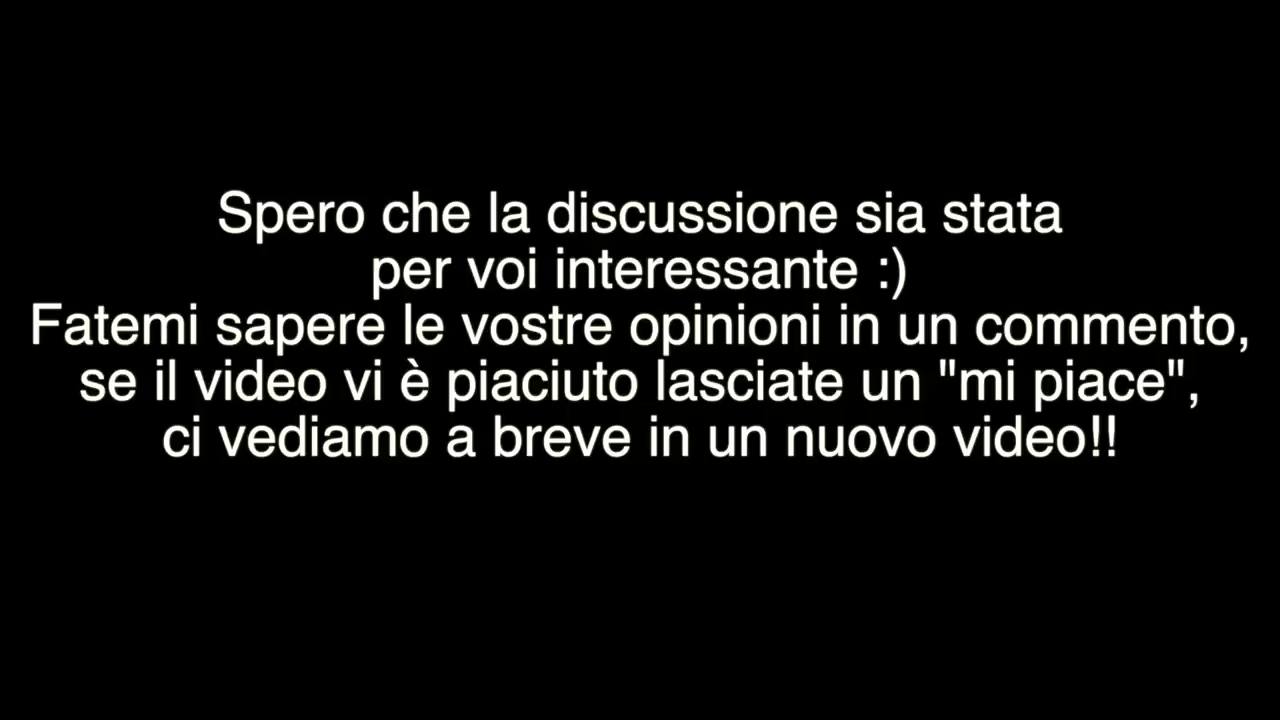 Spero che la discussione sia stata
per voi interessante :)
Fatemi sapere le vostre opinioni in un commento,
se il video vi è piaciuto lasciate un "mi piace",
ci vediamo a breve in un nuovo video!!